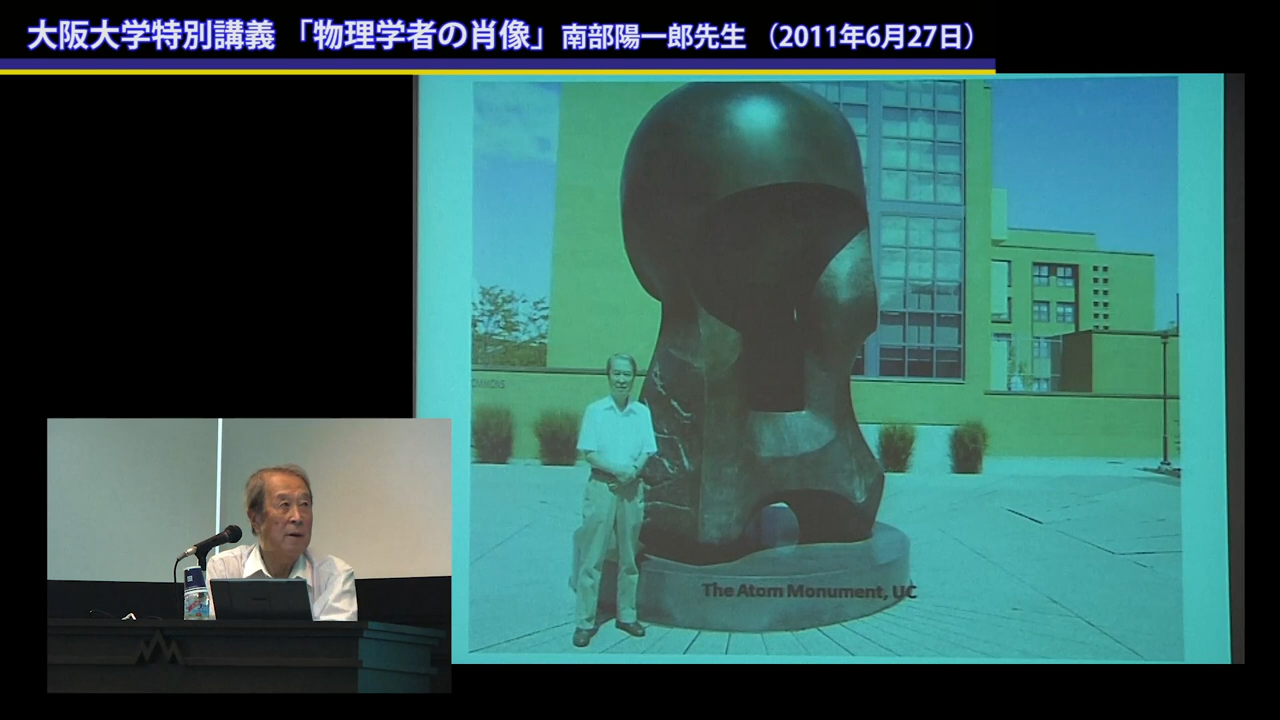 大阪大学特別講義 「物理学者の肖像」 南部陽一郎先生 (2011年6月27日)
COMMONS
The Atom Monument, UC